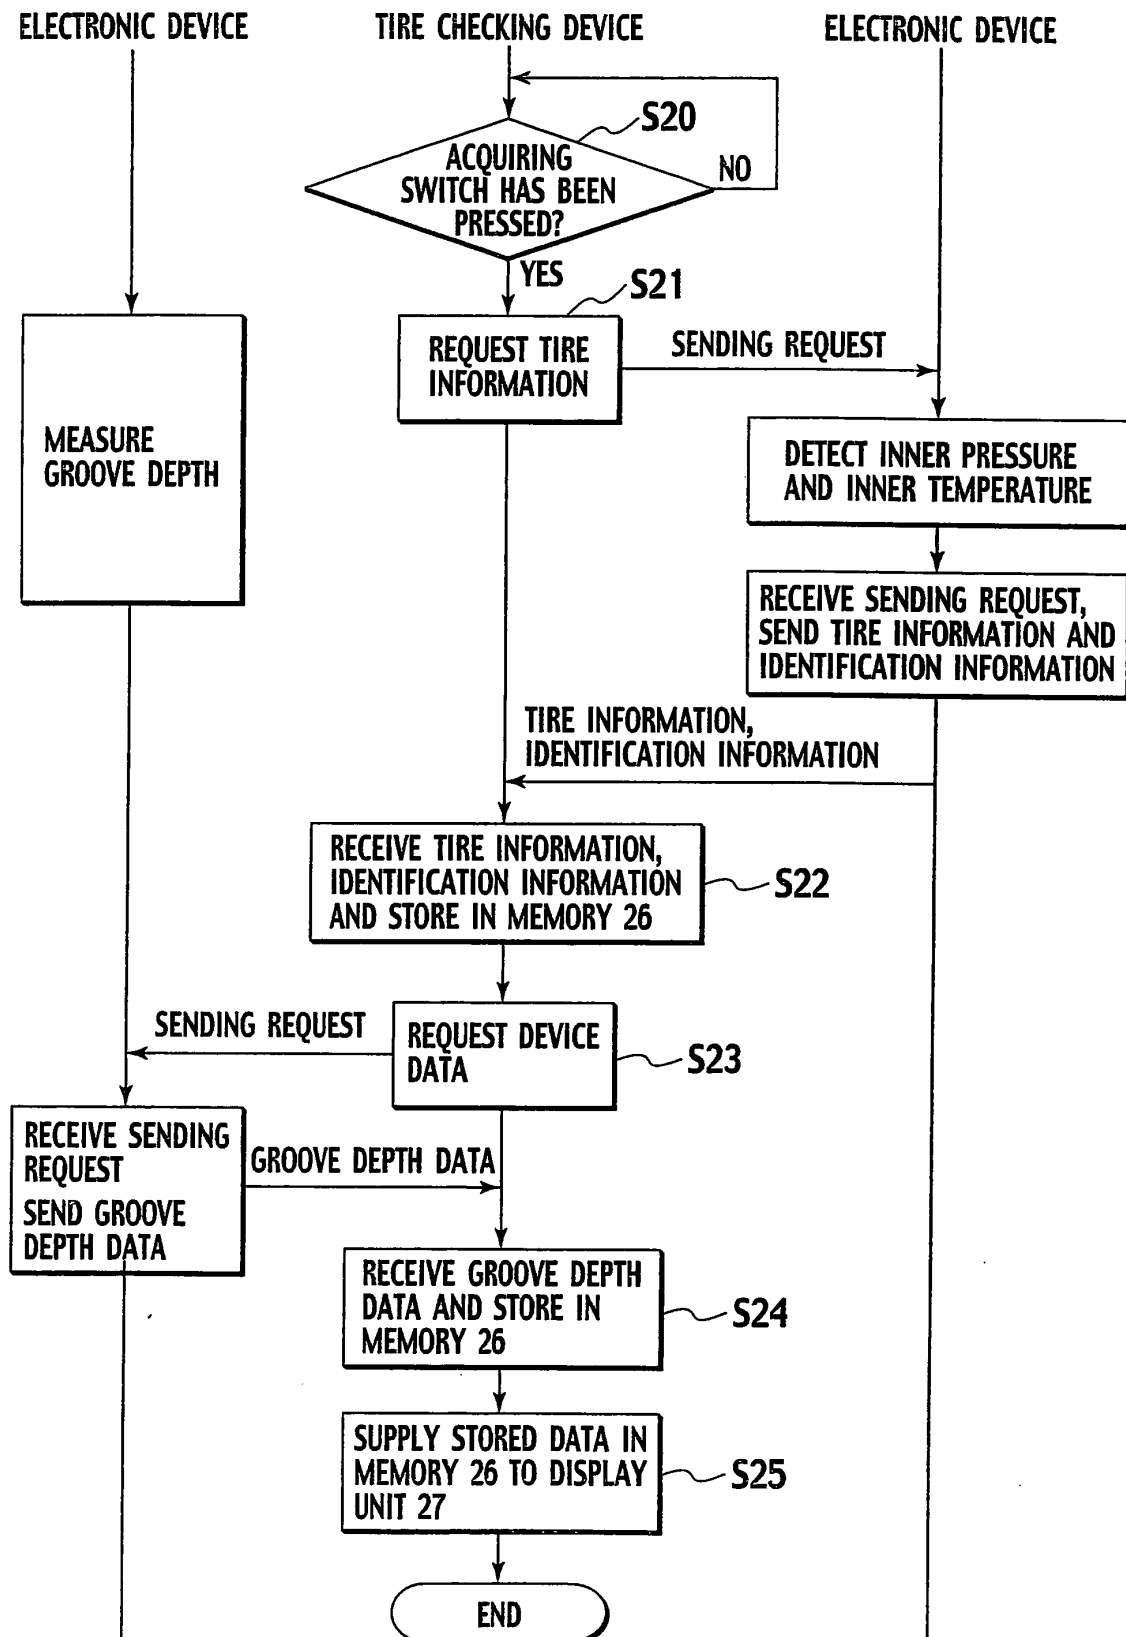 ELECTRONIC DEVICE
TIRE CHECKING DEVICE
ELECTRONIC DEVICE
S20
ACQUIRING
SWITCH HAS BEEN
PRESSED?
NO
YES
S21
REQUEST TIRE
INFORMATION
SENDING REQUEST
MEASURE
GROOVE DEPTH
DETECT INNER PRESSURE
AND INNER TEMPERATURE
RECEIVE SENDING REQUEST,
SEND TIRE INFORMATION AND
IDENTIFICATION INFORMATION
TIRE INFORMATION,
IDENTIFICATION INFORMATION
RECEIVE TIRE INFORMATION,
IDENTIFICATION INFORMATION
AND STORE IN MEMORY 26
S22
SENDING REQUEST
REQUEST DEVICE
DATA
S23
RECEIVE SENDING
REQUEST
SEND GROOVE
DEPTH DATA
GROOVE DEPTH DATA
RECEIVE GROOVE DEPTH
DATA AND STORE IN
MEMORY 26
S24
SUPPLY STORED DATA IN
MEMORY 26 TO DISPLAY
UNIT 27
S25
END